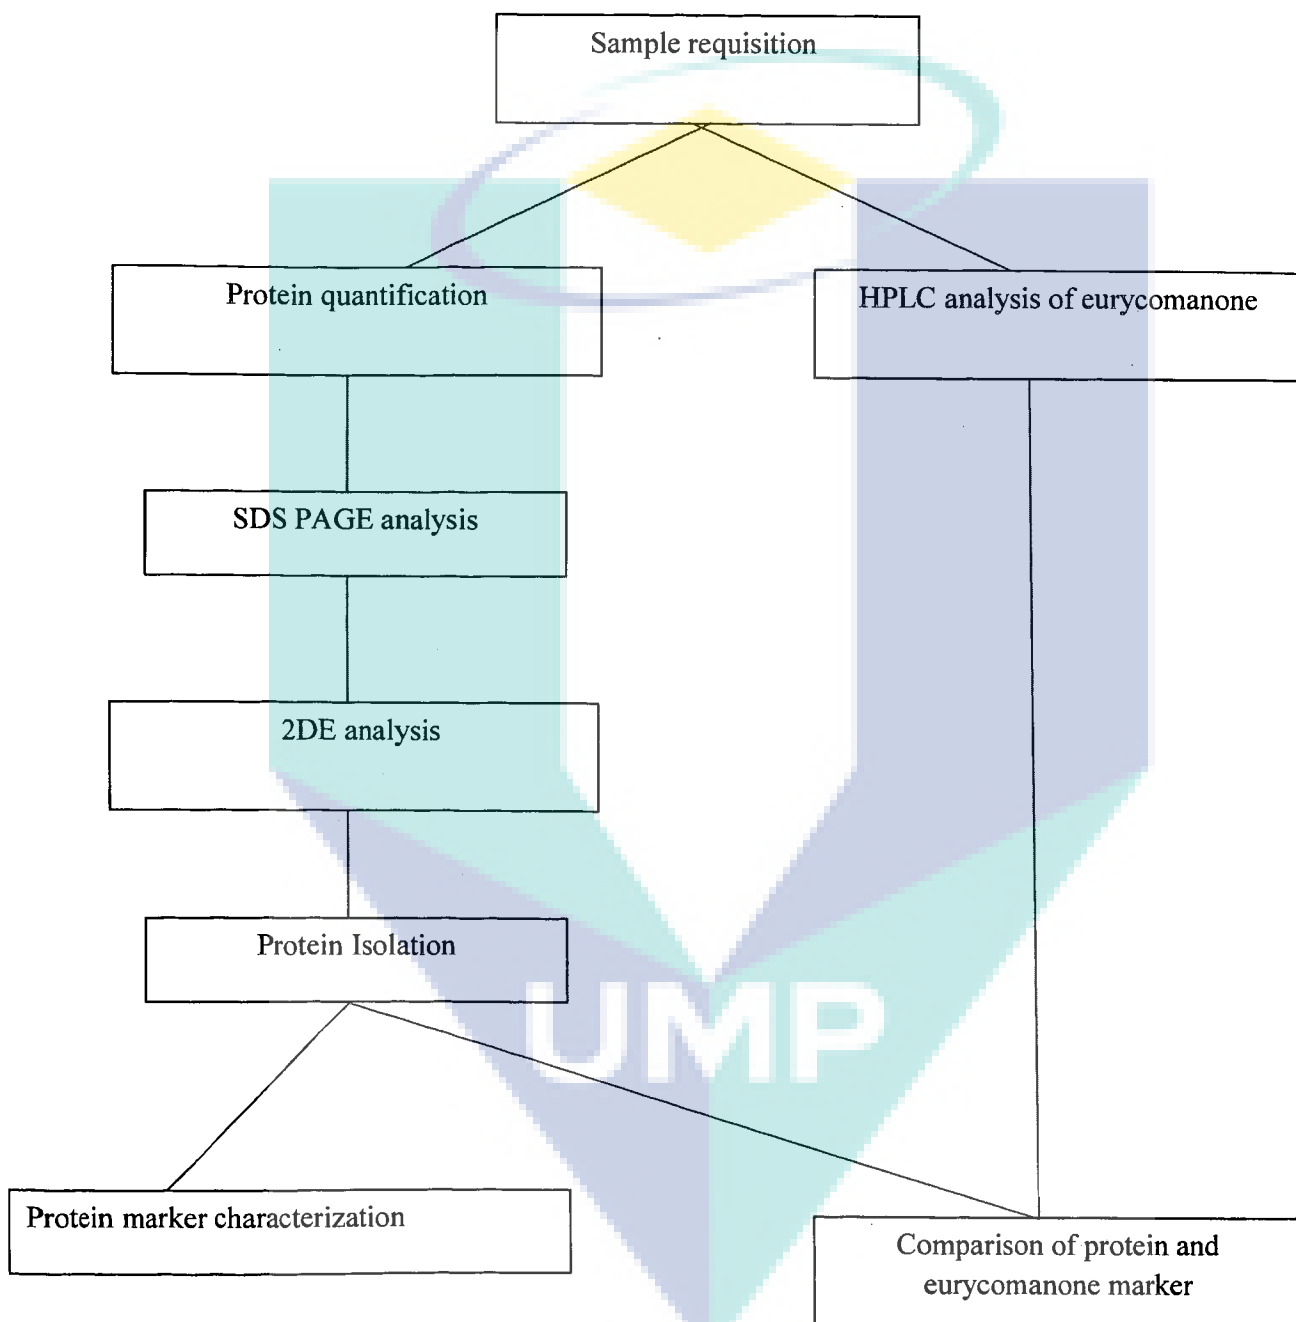 Sample requisition
Protein quantification
HPLC analysis of eurycomanone
SDS PAGE analysis
2DE analysis
Protein Isolation
UMP
Protein marker characterization
Comparison of protein and
eurycomanone marker